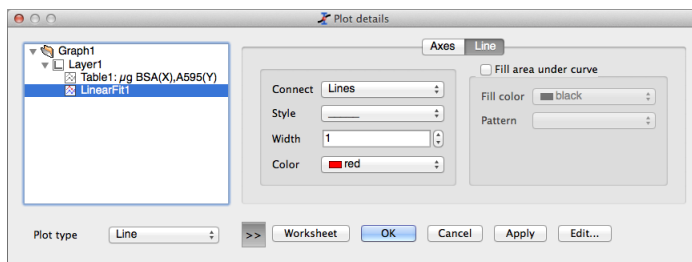 Plot details
Graph1
Layer1
Table1: µg BSA(X),A595(Y)
LinearFit1
Axes
Line
Connect
Lines
Style
Width
1
Color
red
Fill area under curve
Fill color
black
Pattern
Plot type
Line
>>
Worksheet
OK
Cancel
Apply
Edit...